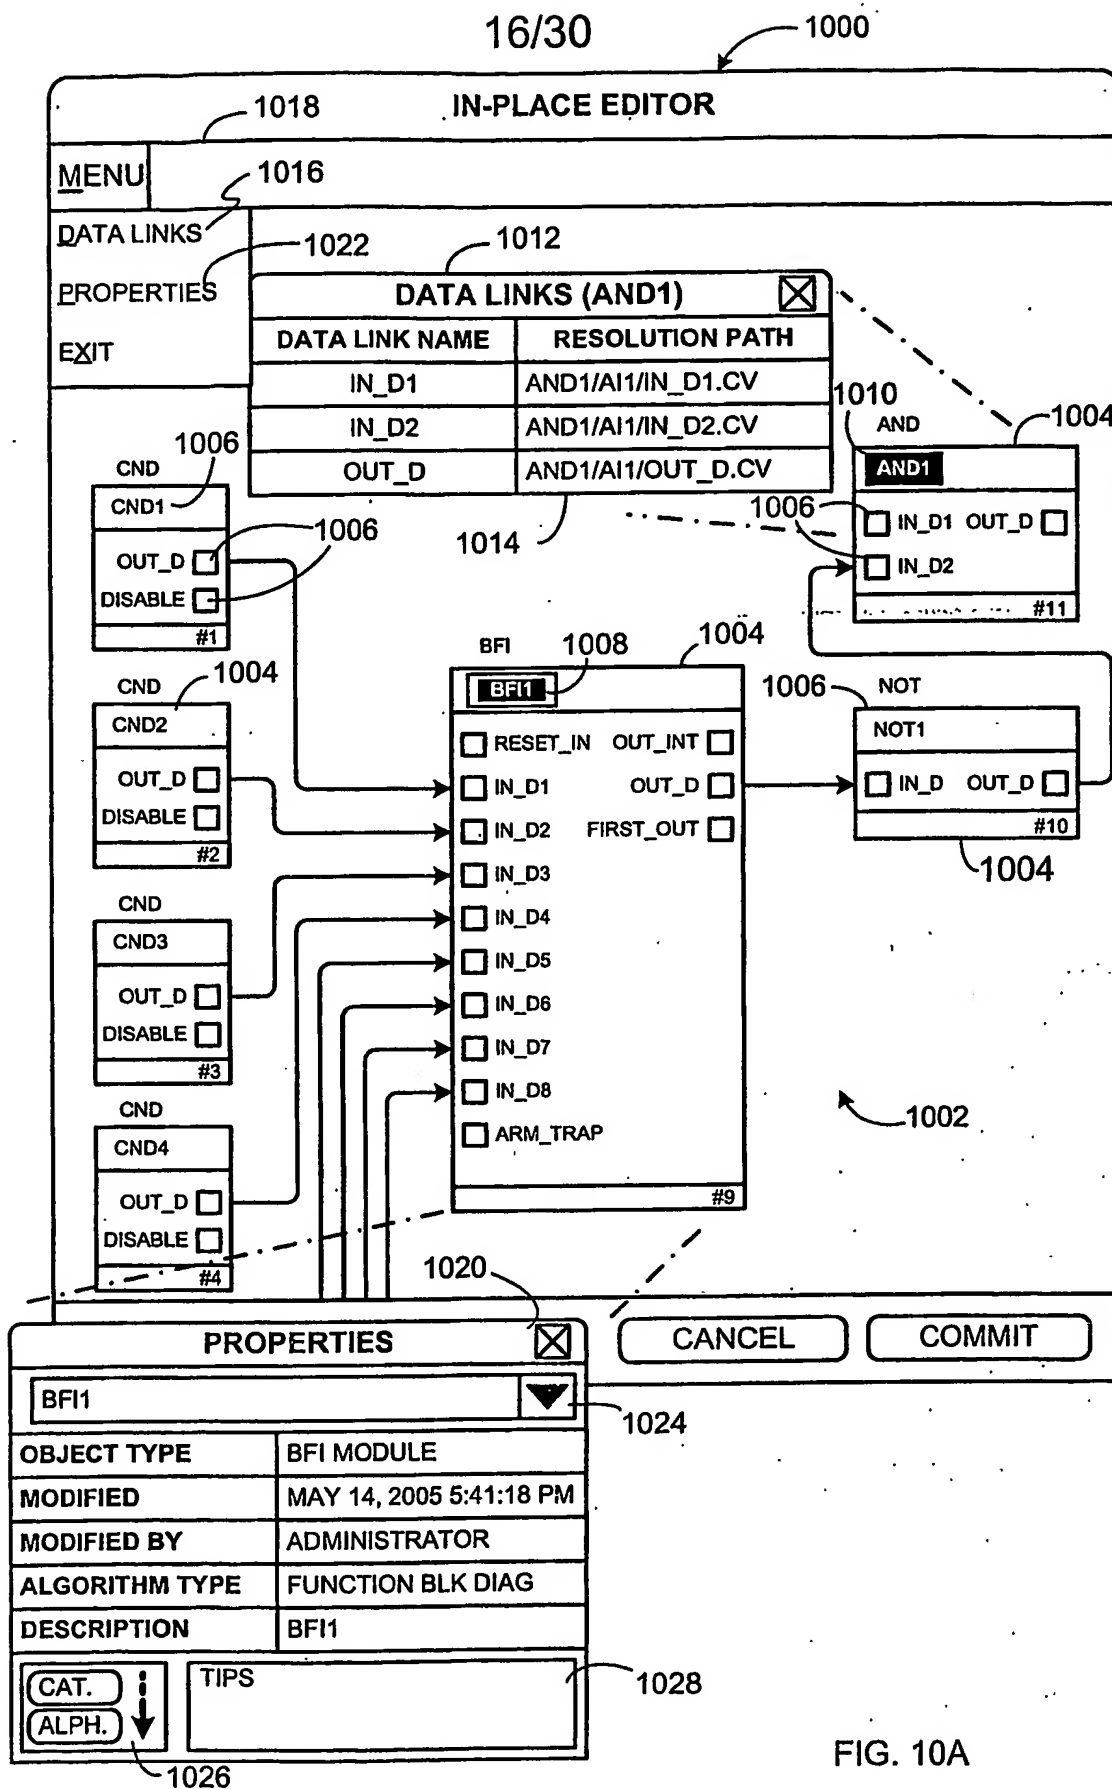 16/30
1000
IN-PLACE EDITOR
1018
MENU
1016
DATA LINKS
1022
PROPERTIES
EXIT
1012
DATA LINKS (AND1)
DATA LINK NAME RESOLUTION PATH
IN_D1 AND1/AI1/IN_D1.CV
IN_D2 AND1/AI1/IN_D2.CV
OUT_D AND1/AI1/OUT_D.CV
1014
1010
AND
1004
AND1
1006
IN_D1 OUT_D
IN_D2
#11
CND
1006
CND1
1006
OUT_D
DISABLE
#1
CND
1004
CND2
OUT_D
DISABLE
#2
CND
CND3
OUT_D
DISABLE
#3
CND
CND4
OUT_D
DISABLE
#4
BFI
1008
1004
BFI1
RESET_IN OUT_INT
IN_D1 OUT_D
IN_D2 FIRST_OUT
IN_D3
IN_D4
IN_D5
IN_D6
IN_D7
IN_D8
ARM_TRAP
#9
1006
NOT
NOT1
IN_D OUT_D
#10
1004
1002
1020
PROPERTIES
CANCEL COMMIT
BFI1
1024
OBJECT TYPE BFI MODULE
MODIFIED MAY 14, 2005 5:41:18 PM
MODIFIED BY ADMINISTRATOR
ALGORITHM TYPE FUNCTION BLK DIAG
DESCRIPTION BFI1
CAT.
ALPH.
TIPS
1028
1026
FIG. 10A